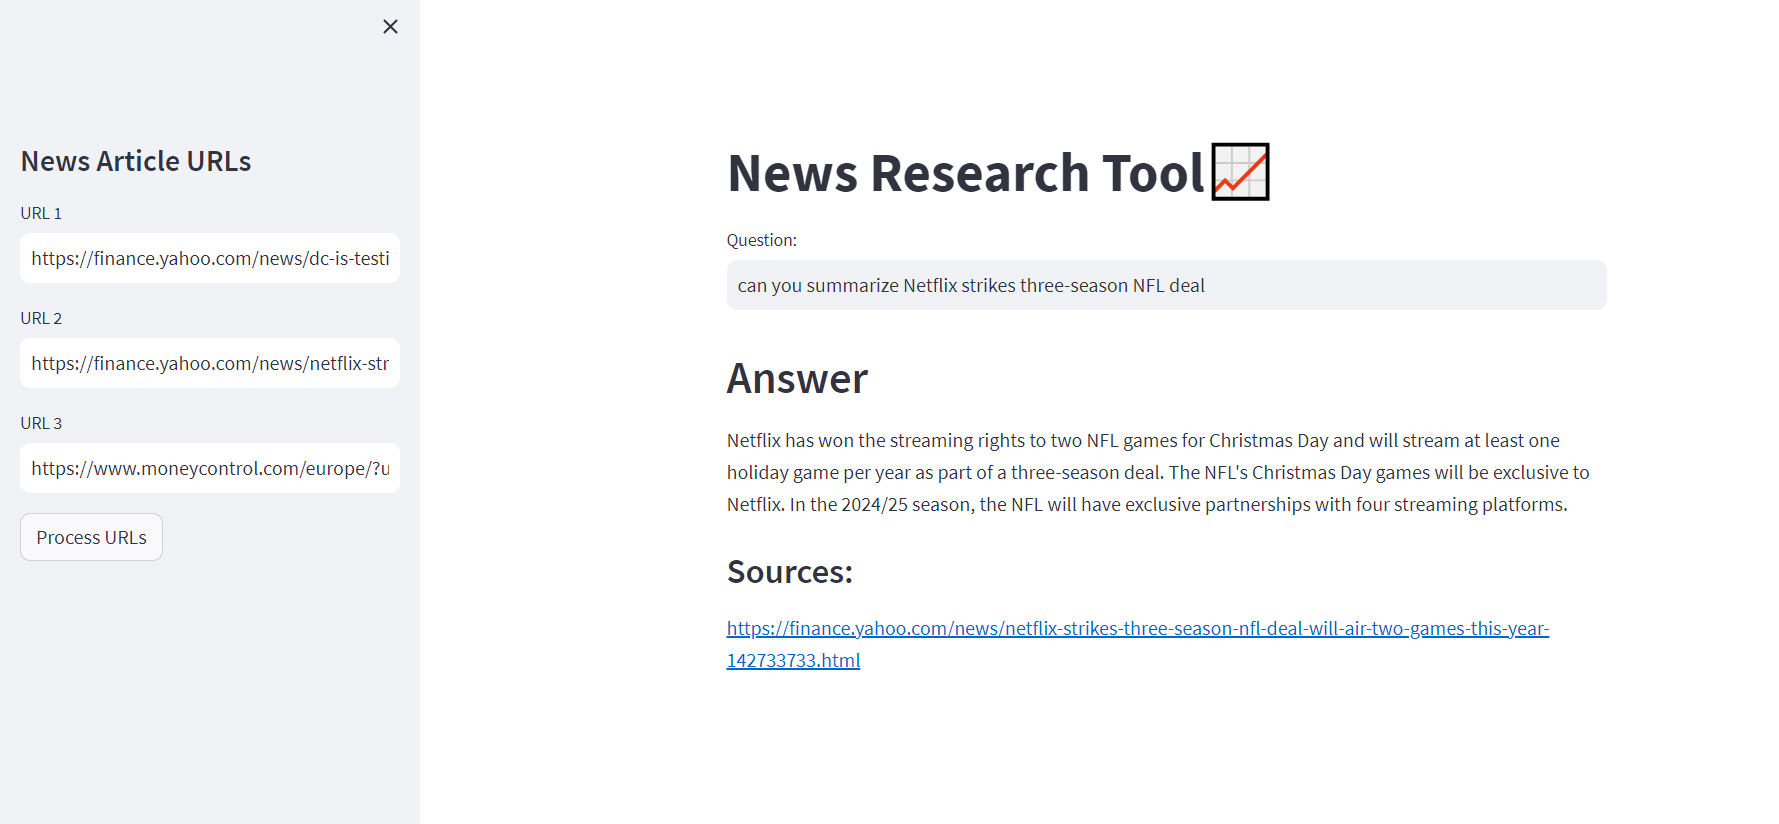 News Article URLs
URL 1
https://finance.yahoo.com/news/dc-is-testi
URL 2
https://finance.yahoo.com/news/netflix-str
URL 3
https://www.moneycontrol.com/europe/?u
Process URLs
News Research Tool
Question:
can you summarize Netflix strikes three-season NFL deal
Answer
Netflix has won the streaming rights to two NFL games for Christmas Day and will stream at least one
holiday game per year as part of a three-season deal. The NFL's Christmas Day games will be exclusive to
Netflix. In the 2024/25 season, the NFL will have exclusive partnerships with four streaming platforms.
Sources:
https://finance.yahoo.com/news/netflix-strikes-three-season-nfl-deal-will-air-two-games-this-year-
142733733.html